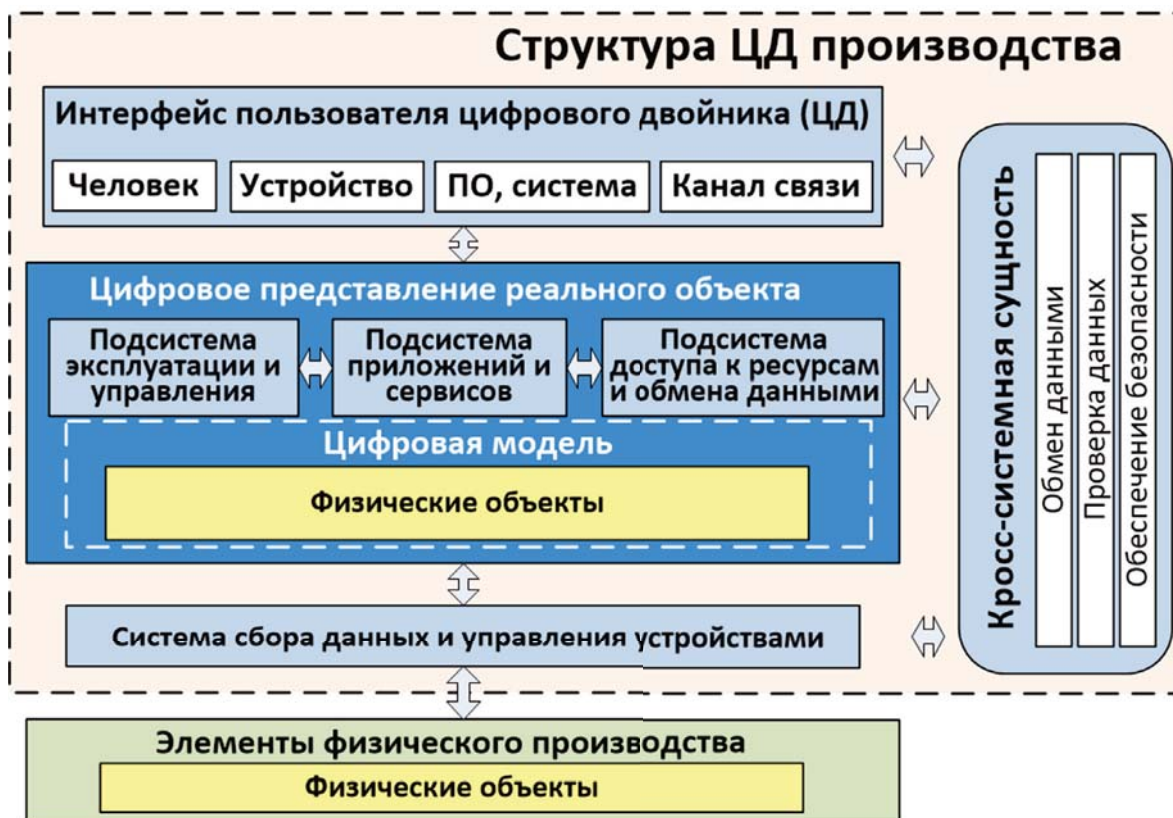 Структура ЦД производства
Интерфейс пользователя цифрового двойника (ЦД)
Человек
Устройство
ПО, система
Канал связи
Цифровое представление реального объекта
Подсистема
эксплуатации и
управления
Подсистема
приложений и
сервисов
Подсистема
доступа к ресурсам
и обмена данными
Цифровая модель
Физические объекты
Система сбора данных и управления устройствами
Кросс-системная сущность
Обмен данными
Проверка данных
Обеспечение безопасности
Элементы физического производства
Физические объекты